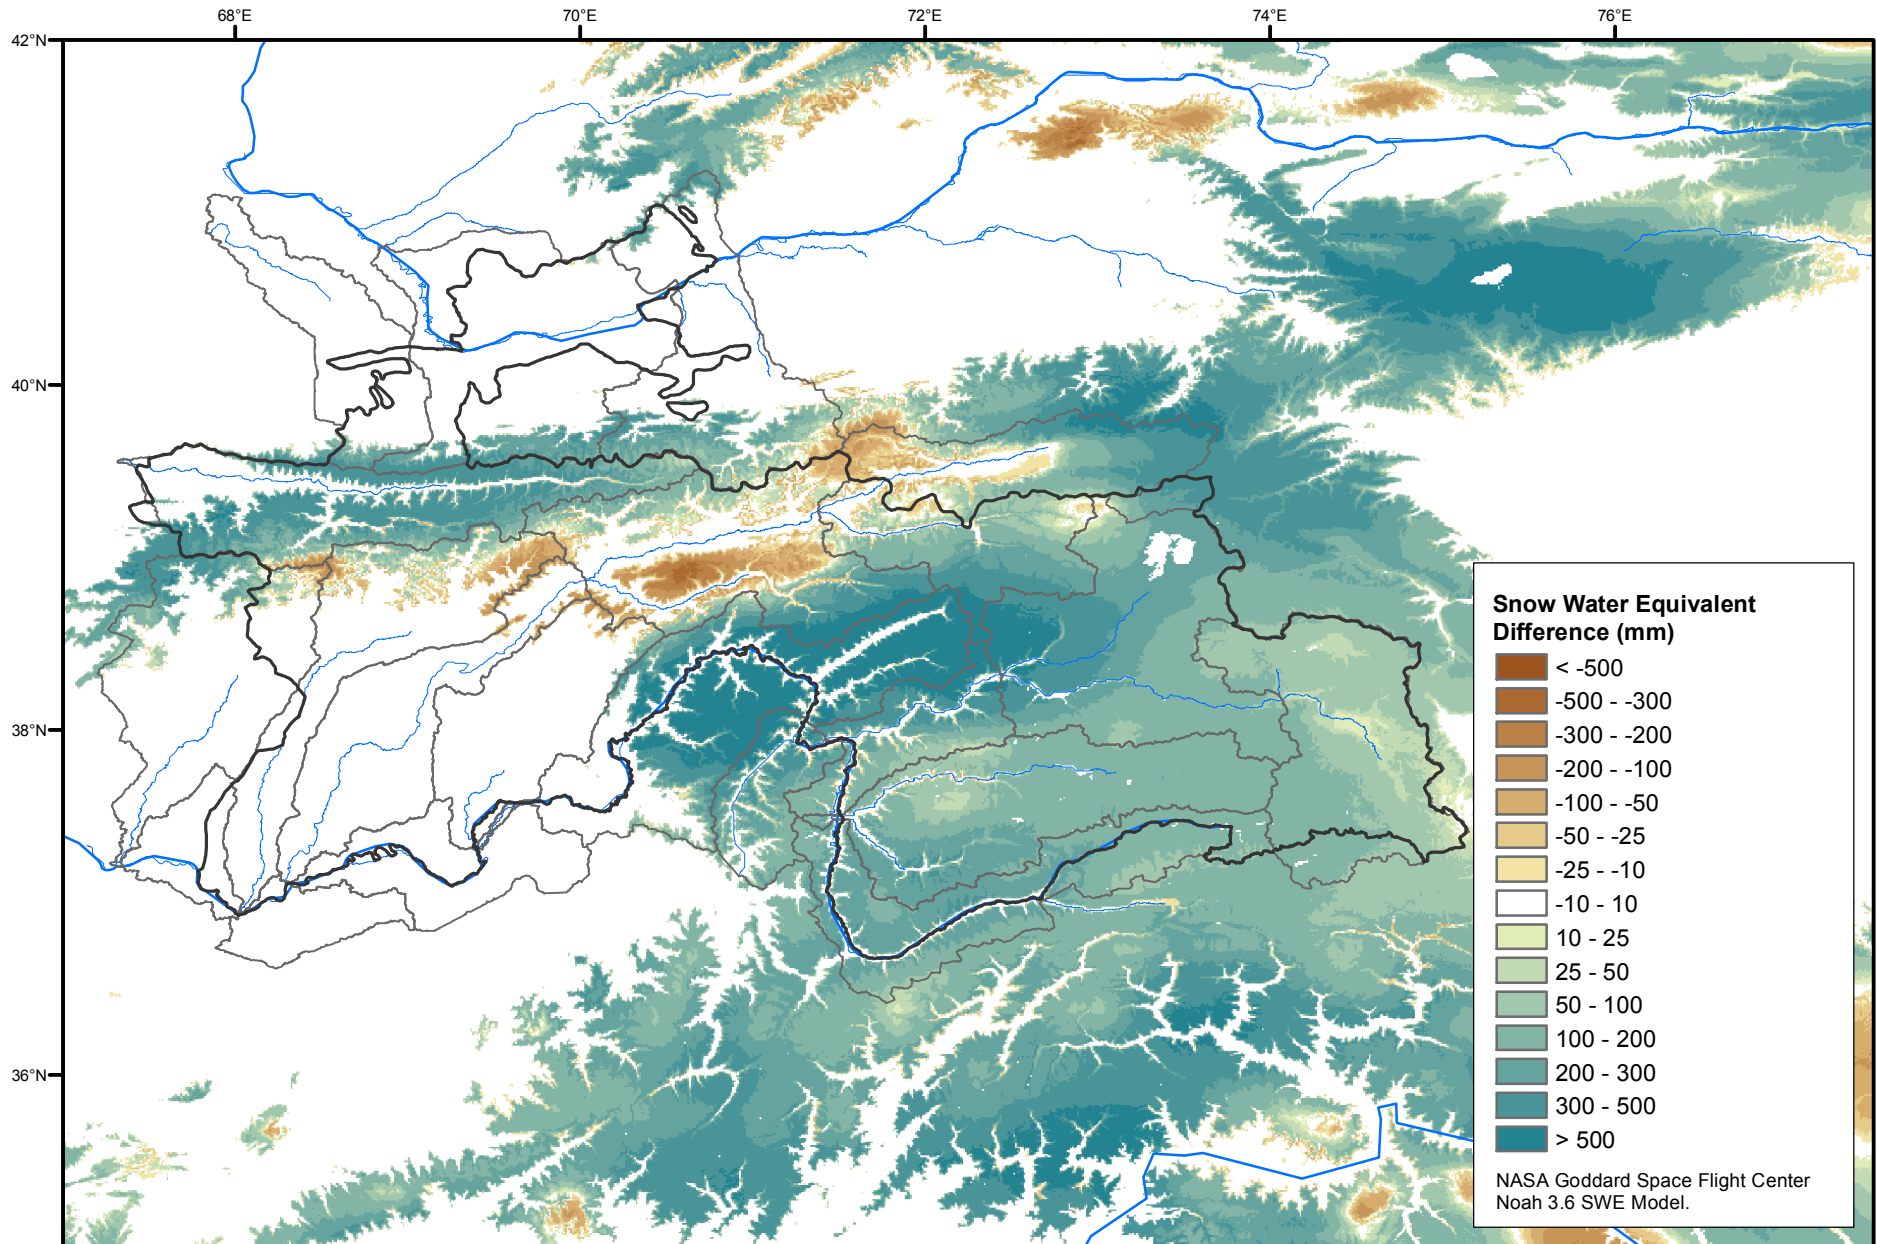 68°E
70°E
72°E
74°E
76°E
42°N
40°N
38°N
36°N
Snow Water Equivalent
Difference (mm)
< -500
-500 - -300
-300 - -200
-200 - -100
-100 - -50
-50 - -25
-25 - -10
-10 - 10
10 - 25
25 - 50
50 - 100
100 - 200
200 - 300
300 - 500
> 500
NASA Goddard Space Flight Center
Noah 3.6 SWE Model.